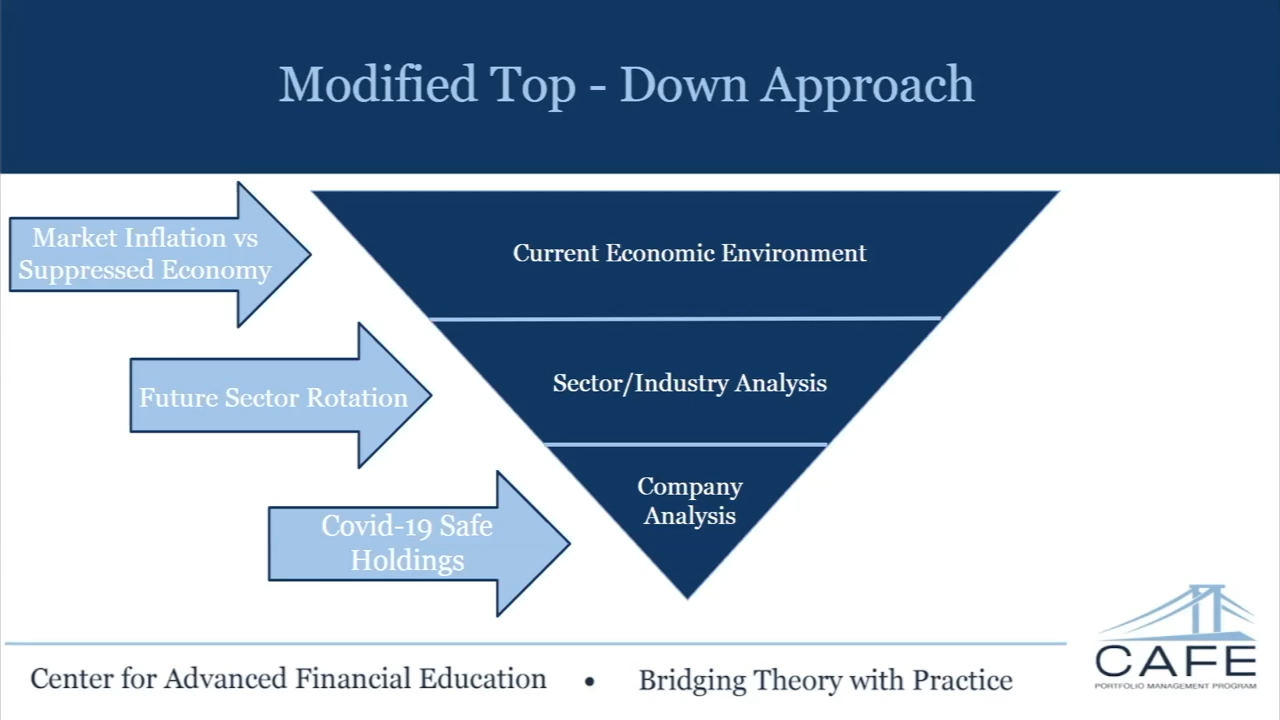 Modified Top - Down Approach
Market Inflation vs
Suppressed Economy
Current Economic Environment
Future Sector Rotation
Sector/Industry Analysis
Covid-19 Safe
Holdings
Company
Analysis
Center for Advanced Financial Education • Bridging Theory with Practice
CAFE
PORTFOLIO MANAGEMENT PROGRAM